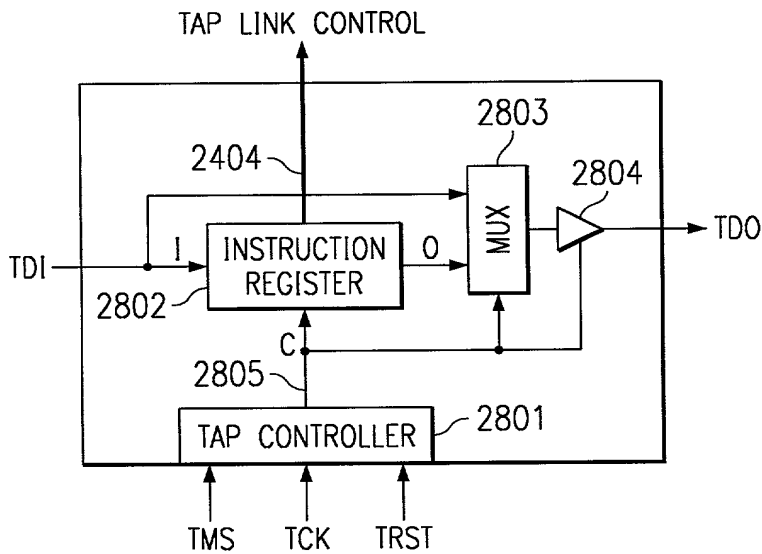 TAP LINK CONTROL
2803
2404
2804
MUX
TDO
I
INSTRUCTION
REGISTER
O
TDI
2802
C
2805
2801
TAP CONTROLLER
TMS
TCK
TRST